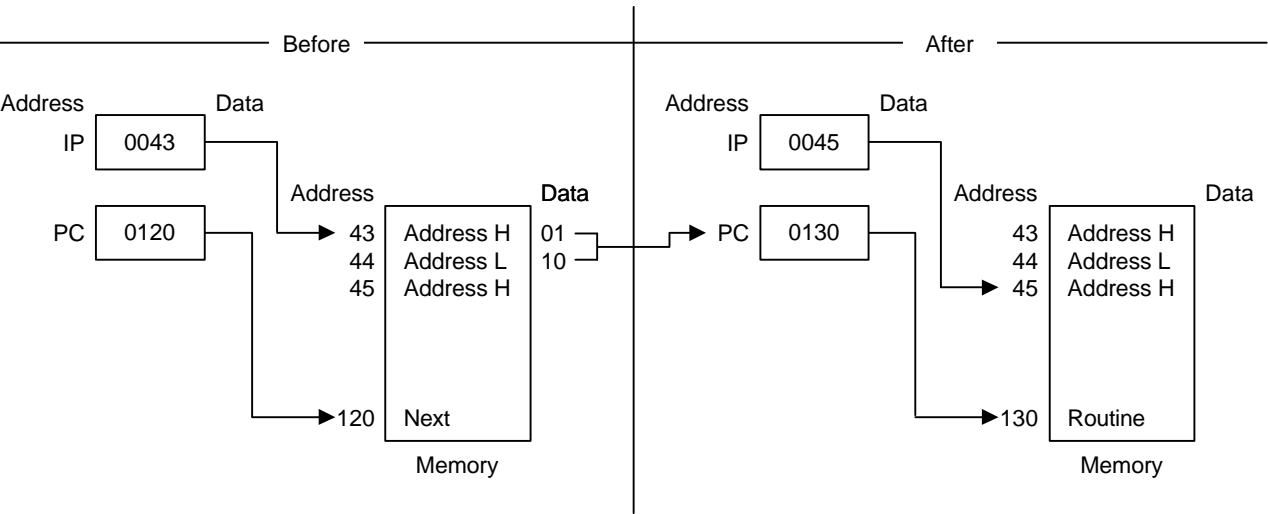 Before
Address Data
IP 0043
Address Data
PC 0120
43 Address H 01
44 Address L 10
45 Address H
120 Next
Memory
After
Address Data
IP 0045
Address Data
PC 0130
43 Address H
44 Address L
45 Address H
130 Routine
Memory